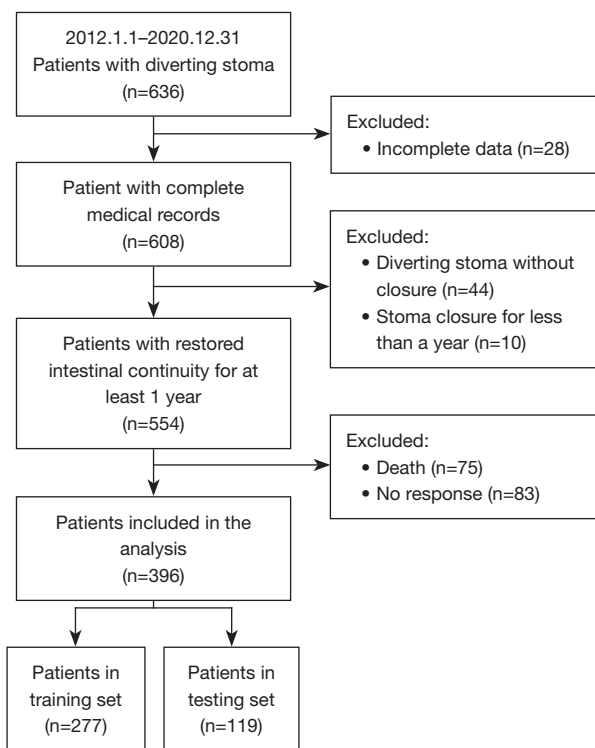 2012.1.1–2020.12.31
Patients with diverting stoma
(n=636)
Excluded:
• Incomplete data (n=28)
Patient with complete
medical records
(n=608)
Excluded:
• Diverting stoma without
closure (n=44)
• Stoma closure for less
than a year (n=10)
Patients with restored
intestinal continuity for at
least 1 year
(n=554)
Excluded:
• Death (n=75)
• No response (n=83)
Patients included in the
analysis
(n=396)
Patients in
training set
(n=277)
Patients in
testing set
(n=119)